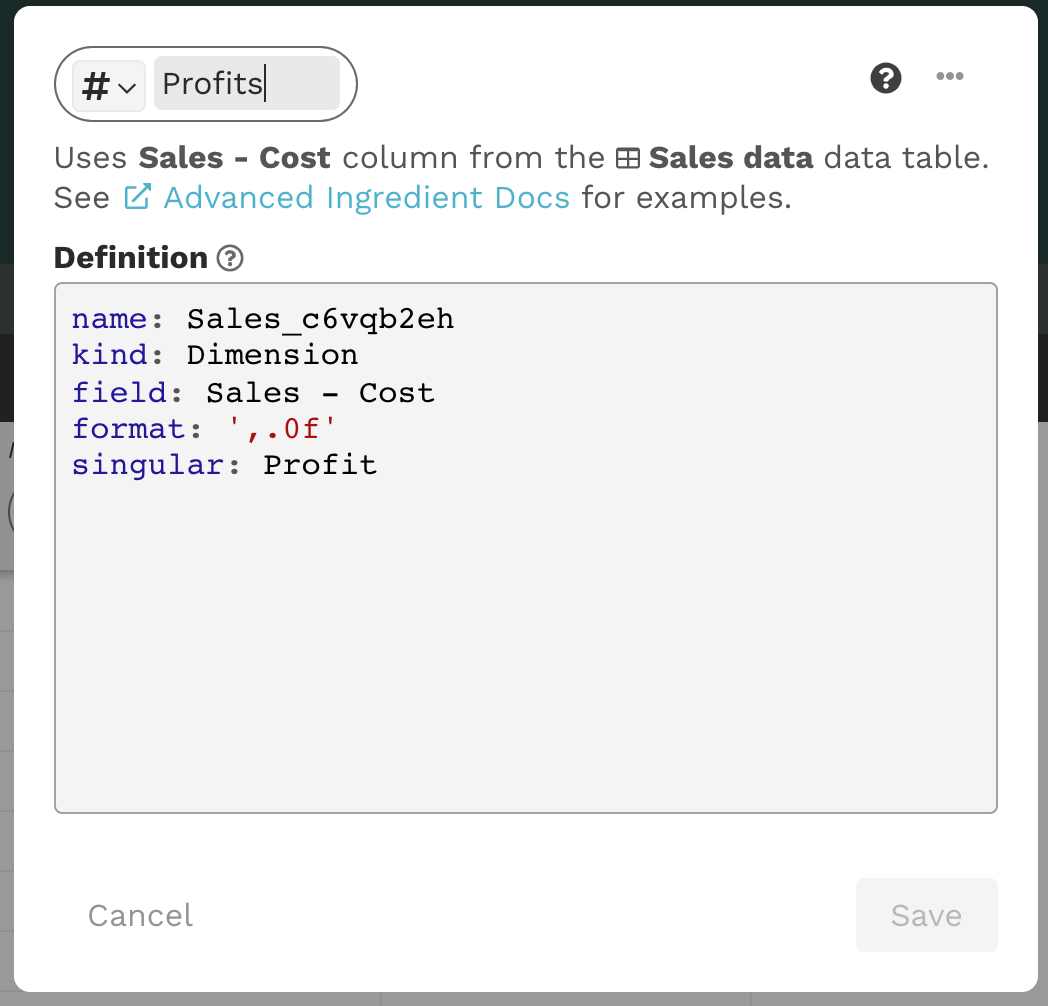 # Profits
Uses Sales - Cost column from the Sales data data table.
See Advanced Ingredient Docs for examples.
Definition
name: Sales_c6vqb2eh
kind: Dimension
field: Sales - Cost
format: ',.0f'
singular: Profit
Cancel
Save